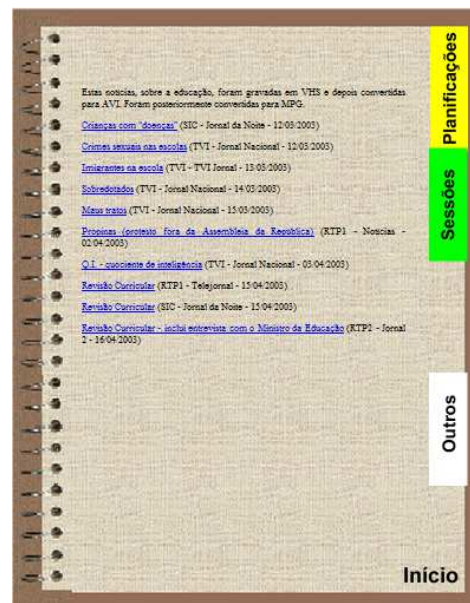 Estas notícias, sobre a educação, foram gravadas em VHS e depois convertidas
para AVI. Foram posteriormente convertidas para MPG.
Crianças com "doenças" (SIC - Jornal da Noite - 12/03/2003)
Crimes sexuais nas escolas (TVI - Jornal Nacional - 12/03/2003)
Imigrantes na escola (TVI - TVI Jornal - 13/03/2003)
Sobredotados (TVI - Jornal Nacional - 14/03/2003)
Maus tratos (TVI - Jornal Nacional - 15/03/2003)
Propinas (protesto fora da Assembleia da República) (RTP1 - Noticias -
02/04/2003)
Q.I. - quociente de inteligência (TVI - Jornal Nacional - 03/04/2003)
Revisão Curricular (RTP1 - Telejornal - 15/04/2003)
Revisão Curricular (SIC - Jornal da Noite - 15/04/2003)
Revisão Curricular - inclui entrevista com o Ministro da Educação (RTP2 - Jornal
2 - 16/04/2003)
Planificações
Sessões
Outros
Início